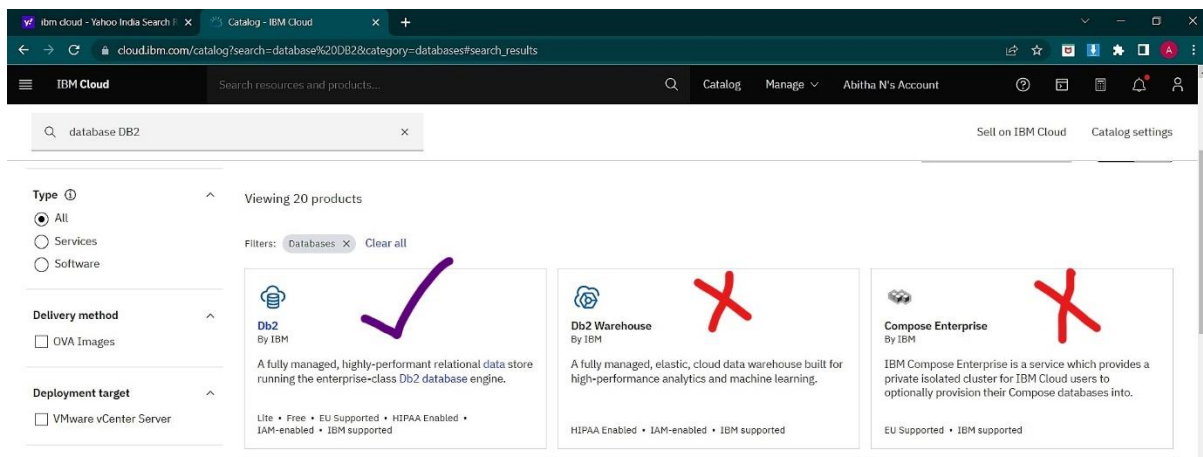 ibm cloud - Yahoo India Search R
Catalog - IBM Cloud
cloud.ibm.com/catalog?search=database%20DB2&category=databases#search_results
A
IBM Cloud
Search resources and products...
Catalog
Manage
Abitha N's Account
database DB2
Sell on IBM Cloud
Catalog settings
Type
All
Services
Software
Delivery method
OVA Images
Deployment target
VMware vCenter Server
Viewing 20 products
Filters: Databases Clear all
Db2
By IBM
A fully managed, highly-performant relational data store
running the enterprise-class Db2 database engine.
Lite • Free • EU Supported • HIPAA Enabled •
IAM-enabled • IBM supported
Db2 Warehouse
By IBM
A fully managed, elastic, cloud data warehouse built for
high-performance analytics and machine learning.
HIPAA Enabled • IAM-enabled • IBM supported
Compose Enterprise
By IBM
IBM Compose Enterprise is a service which provides a
private isolated cluster for IBM Cloud users to
optionally provision their Compose databases into.
EU Supported • IBM supported